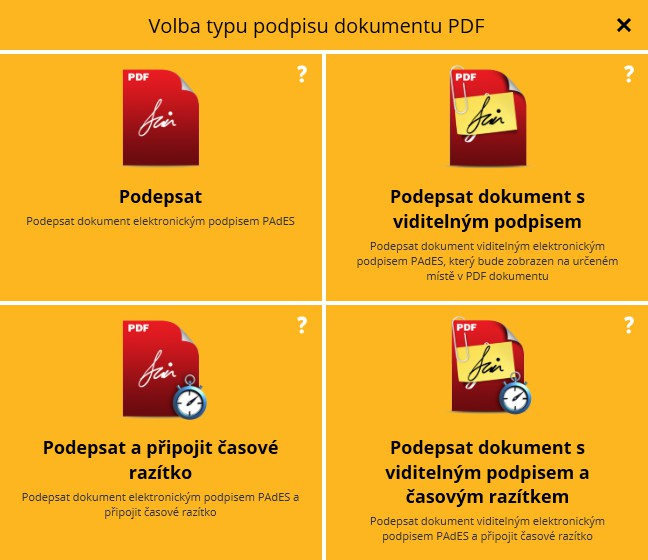 Volba typu podpisu dokumentu PDF
PDF
?
Podepsat
Podepsat dokument elektronickým podpisem PAdES
PDF
?
Podepsat dokument s
viditelným podpisem
Podepsat dokument viditelným elektronickým
podpisem PAdES, který bude zobrazen na určeném
místě v PDF dokumentu
PDF
?
Podepsat a připojit časové
razítko
Podepsat dokument elektronickým podpisem PAdES a
připojit časové razítko
PDF
?
Podepsat dokument s
viditelným podpisem a
časovým razítkem
Podepsat dokument viditelným elektronickým
podpisem PAdES a připojit časové razítko